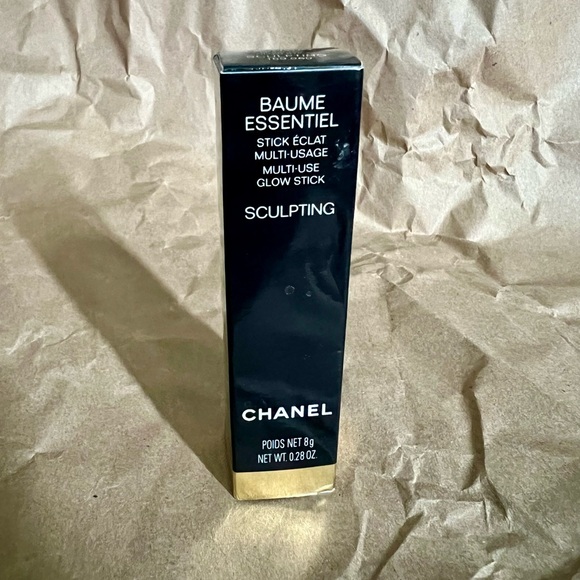 SCULPTING
BAUME
ESSENTIEL
STICK ÉCLAT
MULTI-USAGE
MULTI-USE
GLOW STICK
SCULPTING
CHANEL
POIDS NET 8g
NET WT. 0.28 OZ.